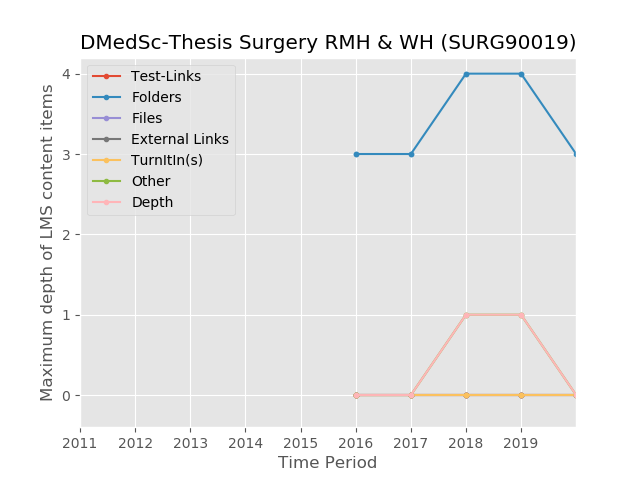 DMedSc-Thesis Surgery RMH & WH (SURG90019)
Test-Links
Folders
Files
External Links
TurnItIn(s)
Other
Depth
Maximum depth of LMS content items
4
3
2
1
0
2011 2012 2013 2014 2015 2016 2017 2018 2019
Time Period